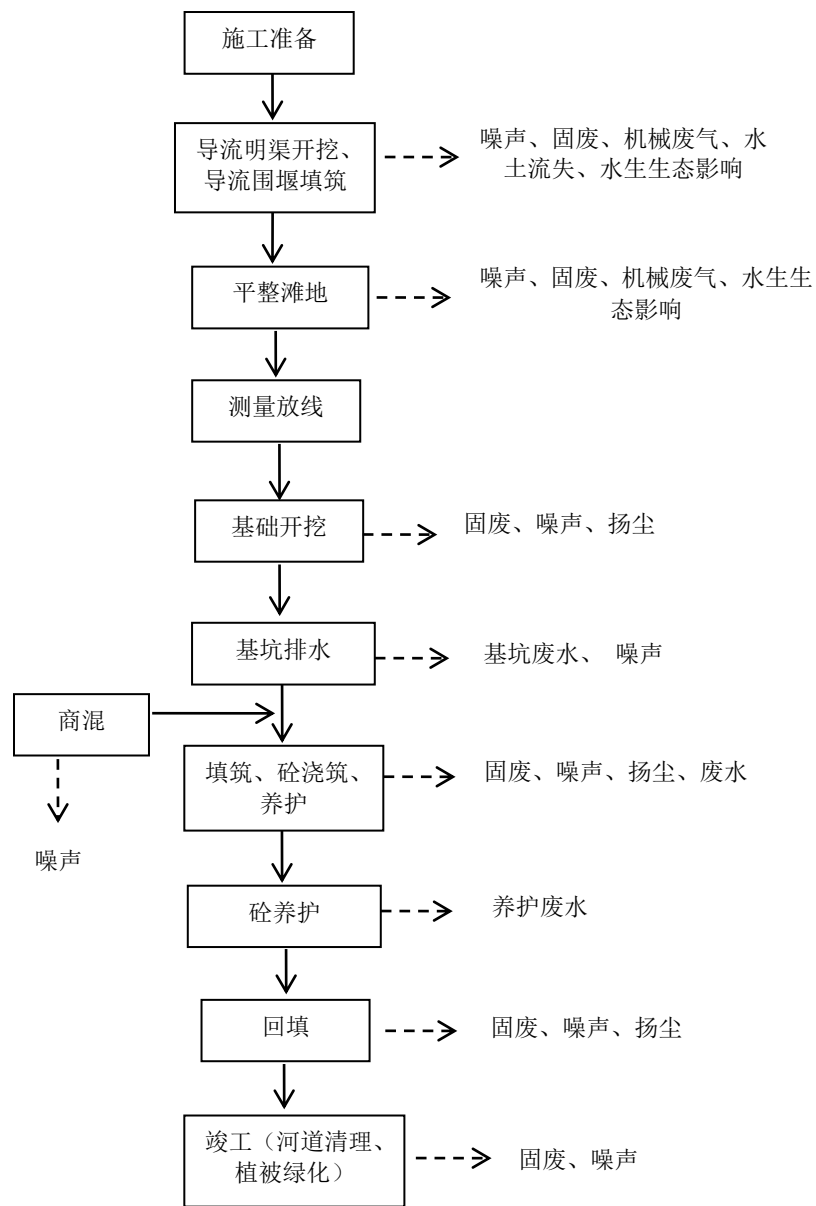 施工准备
导流明渠开挖、
导流围堰填筑
噪声、固废、机械废气、水
土流失、水生生态影响
平整滩地
噪声、固废、机械废气、水生生
态影响
测量放线
基础开挖
固废、噪声、扬尘
基坑排水
基坑废水、 噪声
商混
填筑、砼浇筑、
养护
固废、噪声、扬尘、废水
噪声
砼养护
养护废水
回填
固废、噪声、扬尘
竣工（河道清理、
植被绿化）
固废、噪声